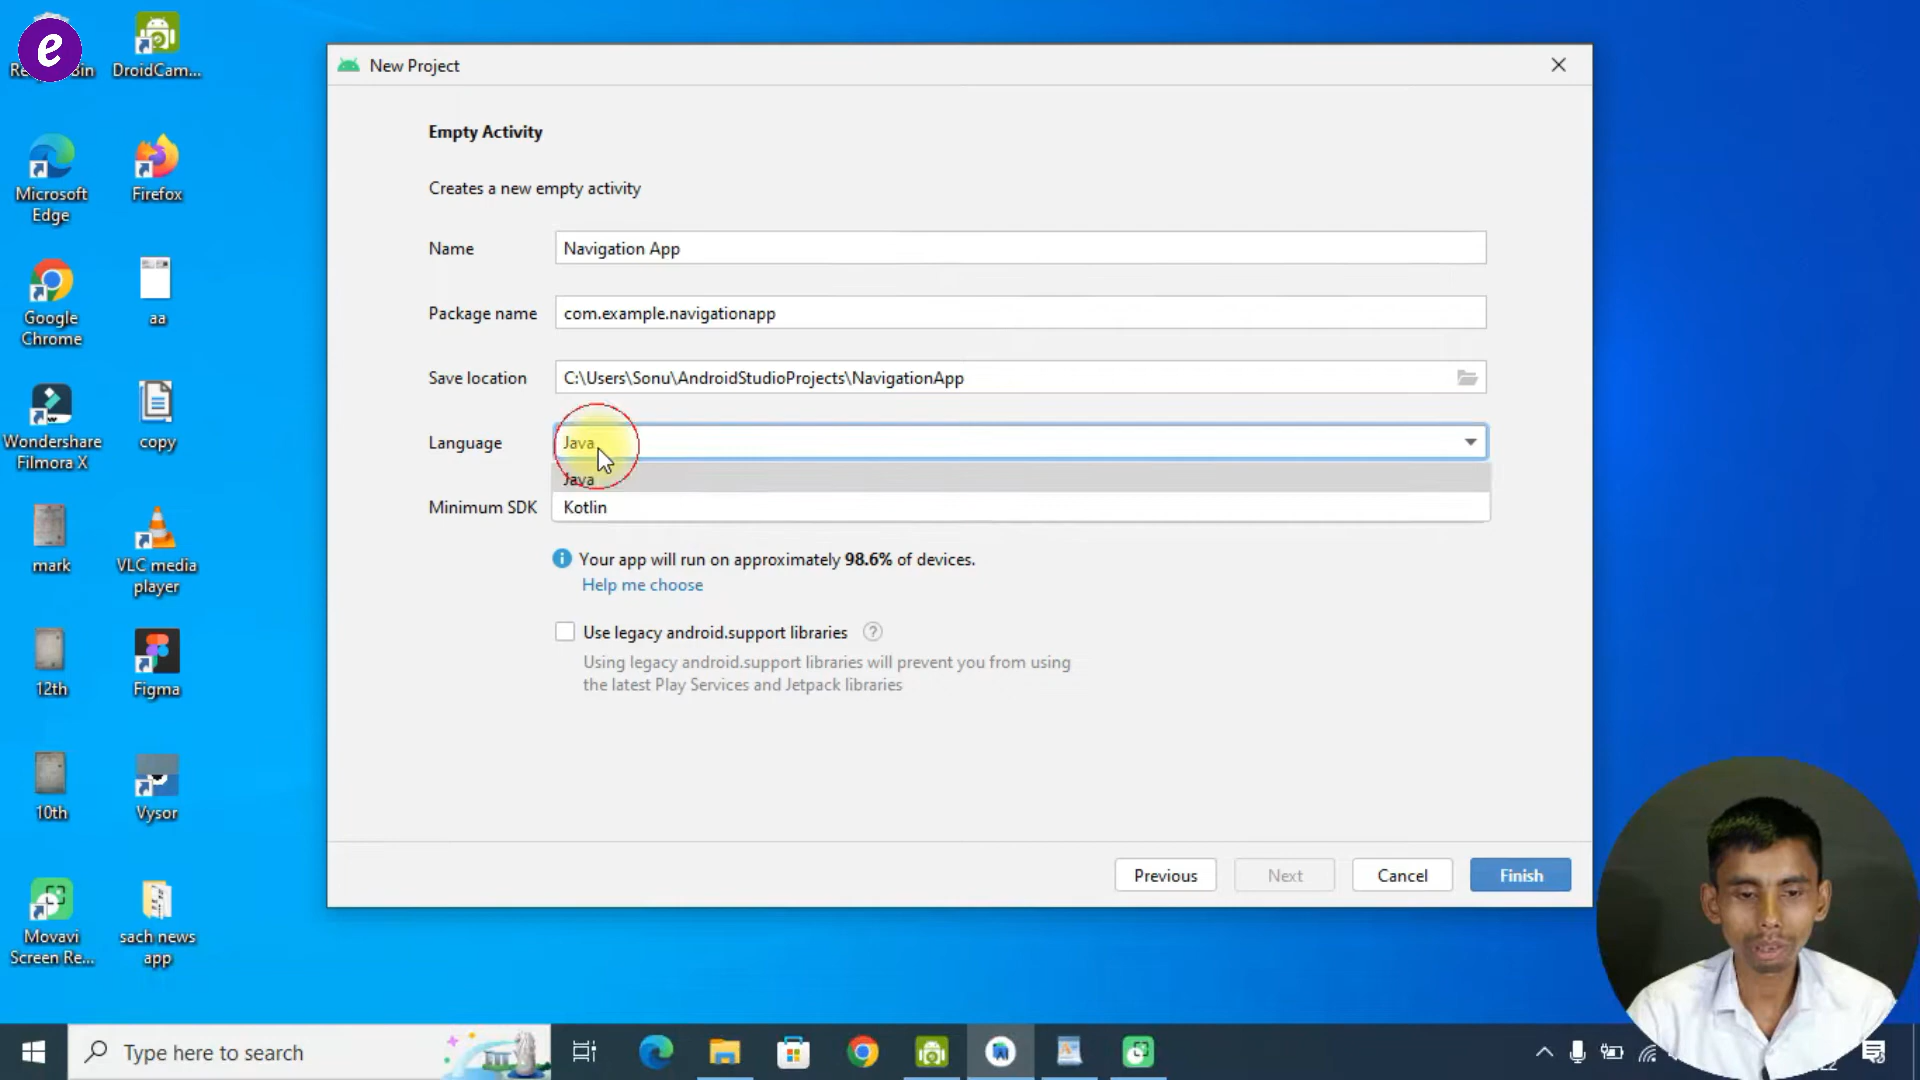 e
DroidCam...
Microsoft
Edge
Firefox
Google
Chrome
aa
Wondershare
Filmora X
copy
mark
VLC media
player
12th
Figma
10th
Vysor
Movavi
Screen Re...
sach news
app
New Project
Empty Activity
Creates a new empty activity
Name
Navigation App
Package name
com.example.navigationapp
Save location
C:\Users\Sonu\AndroidStudioProjects\NavigationApp
Language
Java
Java
Kotlin
Minimum SDK
Your app will run on approximately 98.6% of devices.
Help me choose
Use legacy android.support libraries ?
Using legacy android.support libraries will prevent you from using
the latest Play Services and Jetpack libraries
Previous
Next
Cancel
Finish
Type here to search